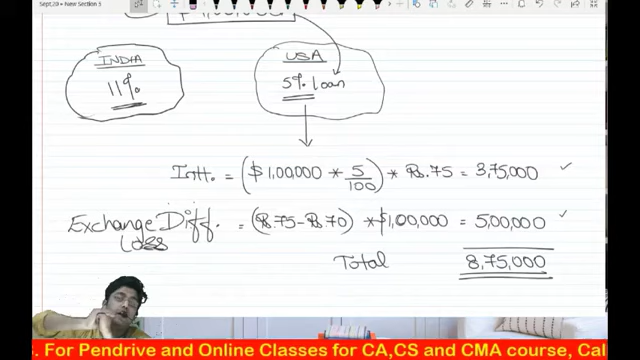 Sept.20 - New Section 3
INDIA
11%
USA
5% loan
Intt. = ($1,00,000 * 5/100) * Rs.75 = 3,75,000 ✓
Exchange Diff. = (Rs.75-Rs.70) * $1,00,000 = 5,00,000 ✓
Loss
Total 8,75,000
. For Pendrive and Online Classes for CA,CS and CMA course, Cal